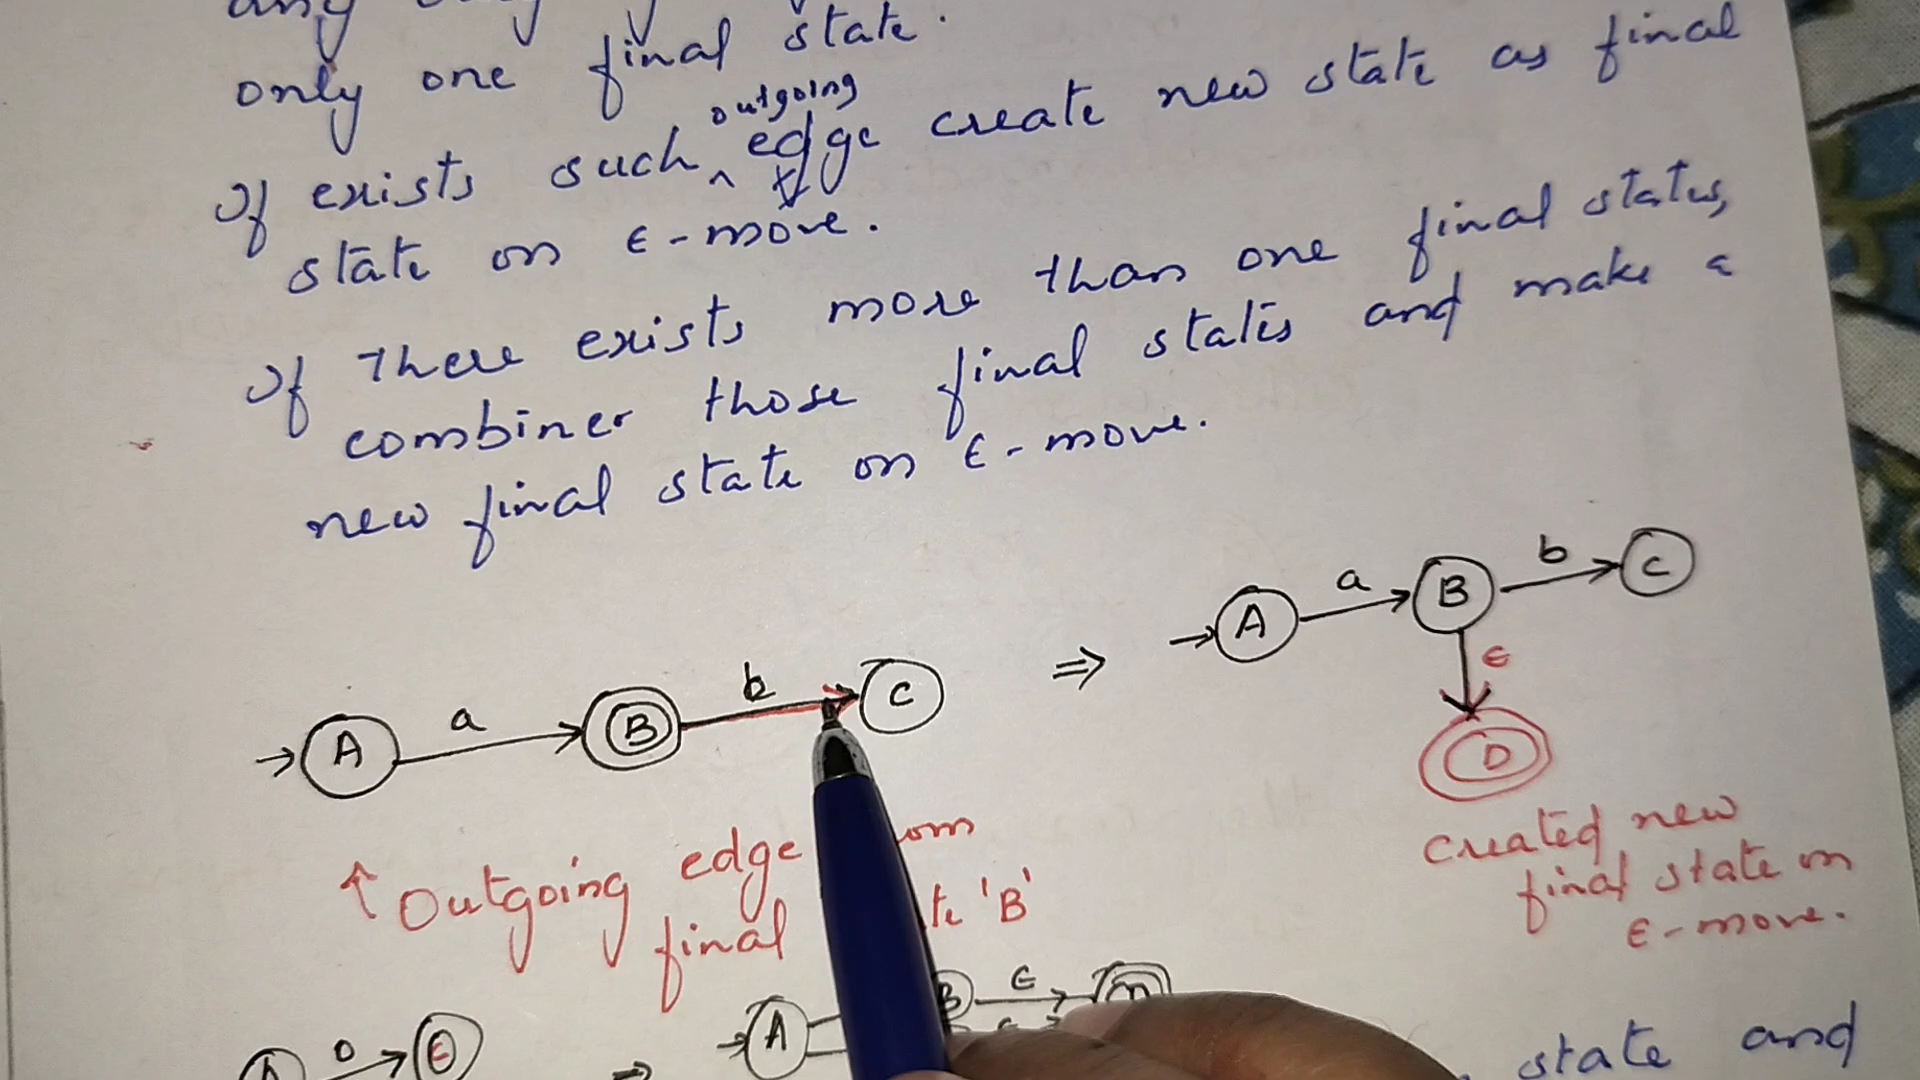 only one final state.
outgoing
If exists such ^ edge create new state as final
state on ε-move.
If there exists more than one final states,
combiner those final states and make a
new final state on ε-move.
→ A a B b C
⇒
→ A a B b C
ε
D
↑ Outgoing edge
final 'B'
created new
final state on
ε-move.
0
⇒
→ A B ε
state and